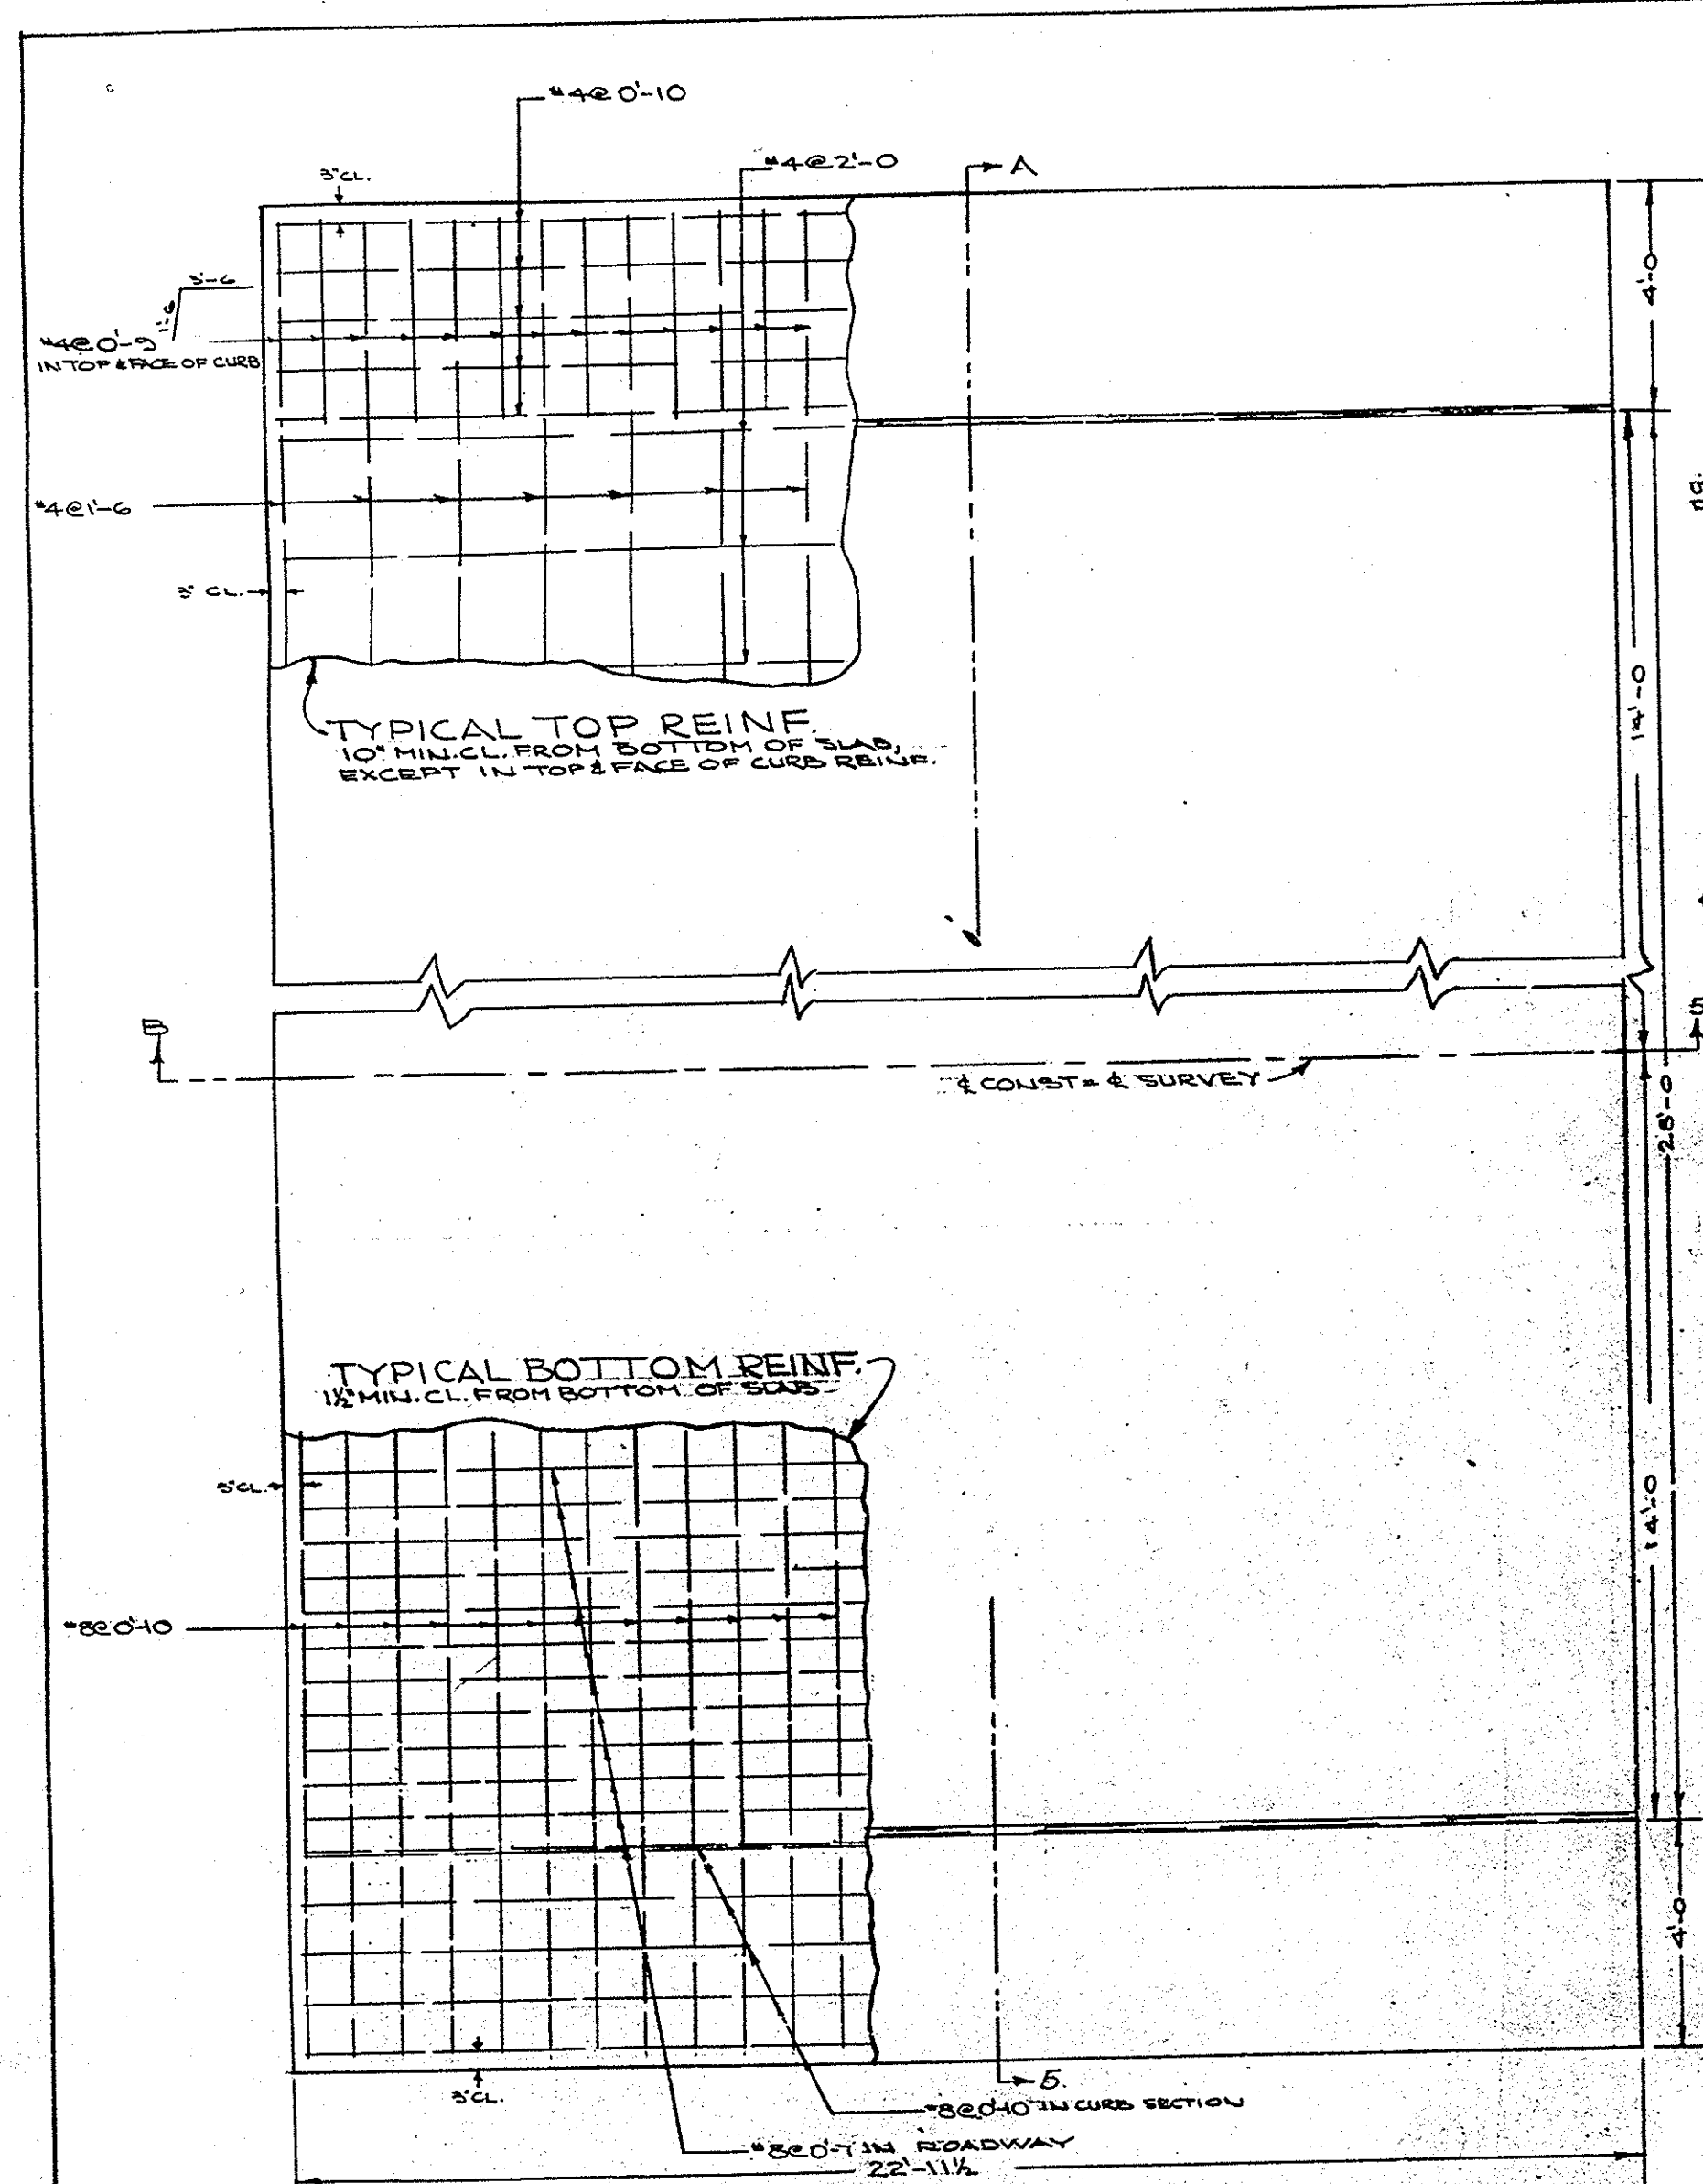 #4@0'-10
#4@2'-0
A
3"CL.
4'-0
1'-6
#4@0'-9
IN TOP & FACE OF CURB
#4@1'-6
3" CL.
TYPICAL TOP REINF.
10" MIN. CL. FROM BOTTOM OF SLAB,
EXCEPT IN TOP & FACE OF CURB REINF.
14'-0
B
℄ CONST = ℄ SURVEY
28'-0
TYPICAL BOTTOM REINF.
1½" MIN. CL. FROM BOTTOM OF SLAB
3"CL.
14'-0
#8@0'-10
4'-0
3"CL.
#8@0'-10 IN CURB SECTION
#8@0'-7 IN ROADWAY
22'-11½